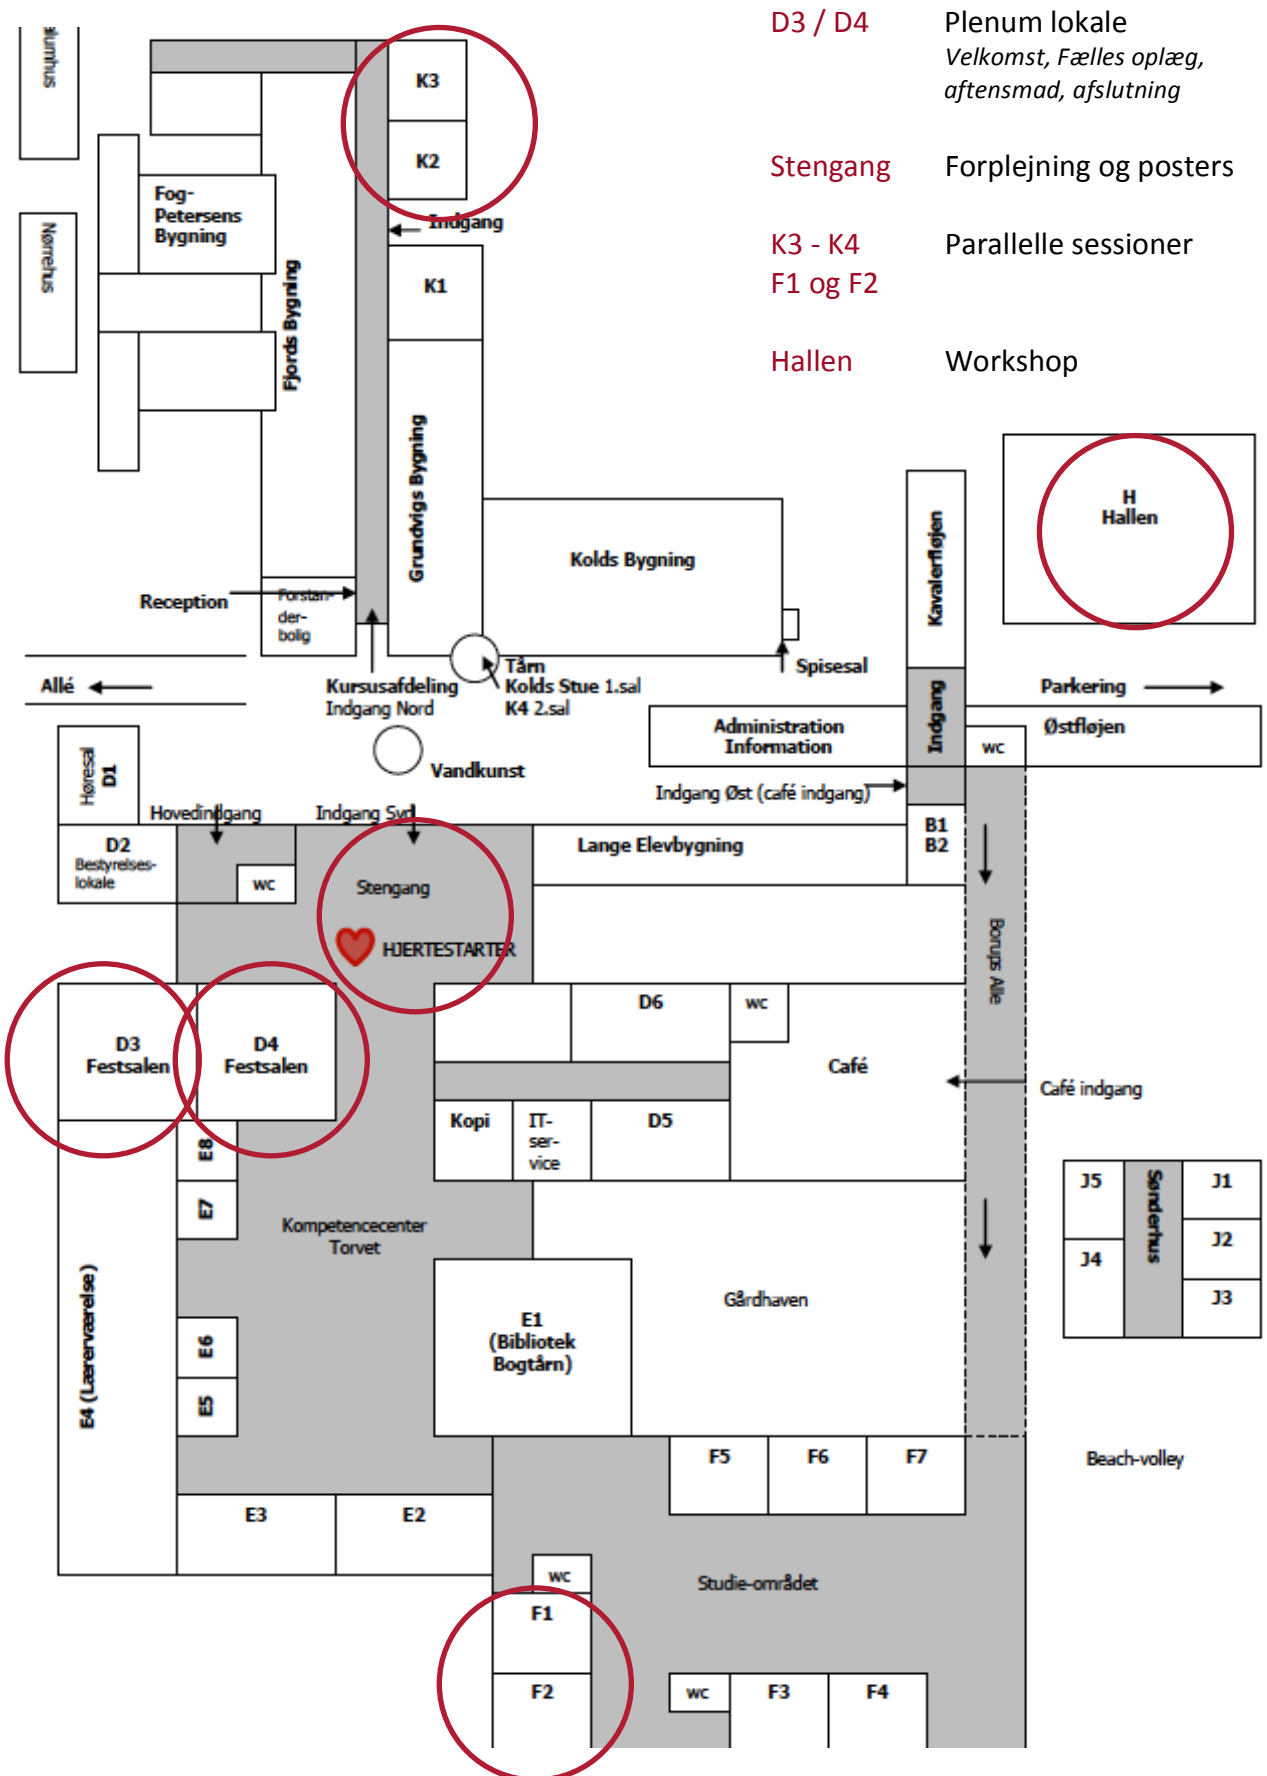 D3 / D4 Plenum lokale
Velkomst, Fælles oplæg,
aftensmad, afslutning
Stengang Forplejning og posters
K3 - K4 Parallelle sessioner
F1 og F2
Hallen Workshop
K3
K2
Indgang
Fog-
Petersens
Bygning
Nørrehus
K1
Fjords Bygning
Grundvigs Bygning
Kolds Bygning
Kavalerfløjen
H
Hallen
Reception
Forstan-
der-
bolig
Allé
Kursusafdeling
Indgang Nord
Tårn
Kolds Stue 1.sal
K4 2.sal
Spisesal
Indgang
Parkering
Administration
Information
WC
Østfløjen
Høresal
D1
Vandkunst
Indgang Øst (café indgang)
Hovedindgang
Indgang Syd
D2
Bestyrelses-
lokale
WC
Stengang
Lange Elevbygning
B1
B2
HJERTESTARTER
Borups Alle
D3
Festsalen
D4
Festsalen
D6
WC
Café
Café indgang
Kopi
IT-
ser-
vice
D5
E8
E7
Kompetencecenter
Torvet
J5
J4
Sønderhus
J1
J2
J3
E4 (Lærerværelse)
E6
E5
E1
(Bibliotek
Bogtårn)
Gårdhaven
F5
F6
F7
Beach-volley
E3
E2
WC
Studie-området
F1
F2
WC
F3
F4